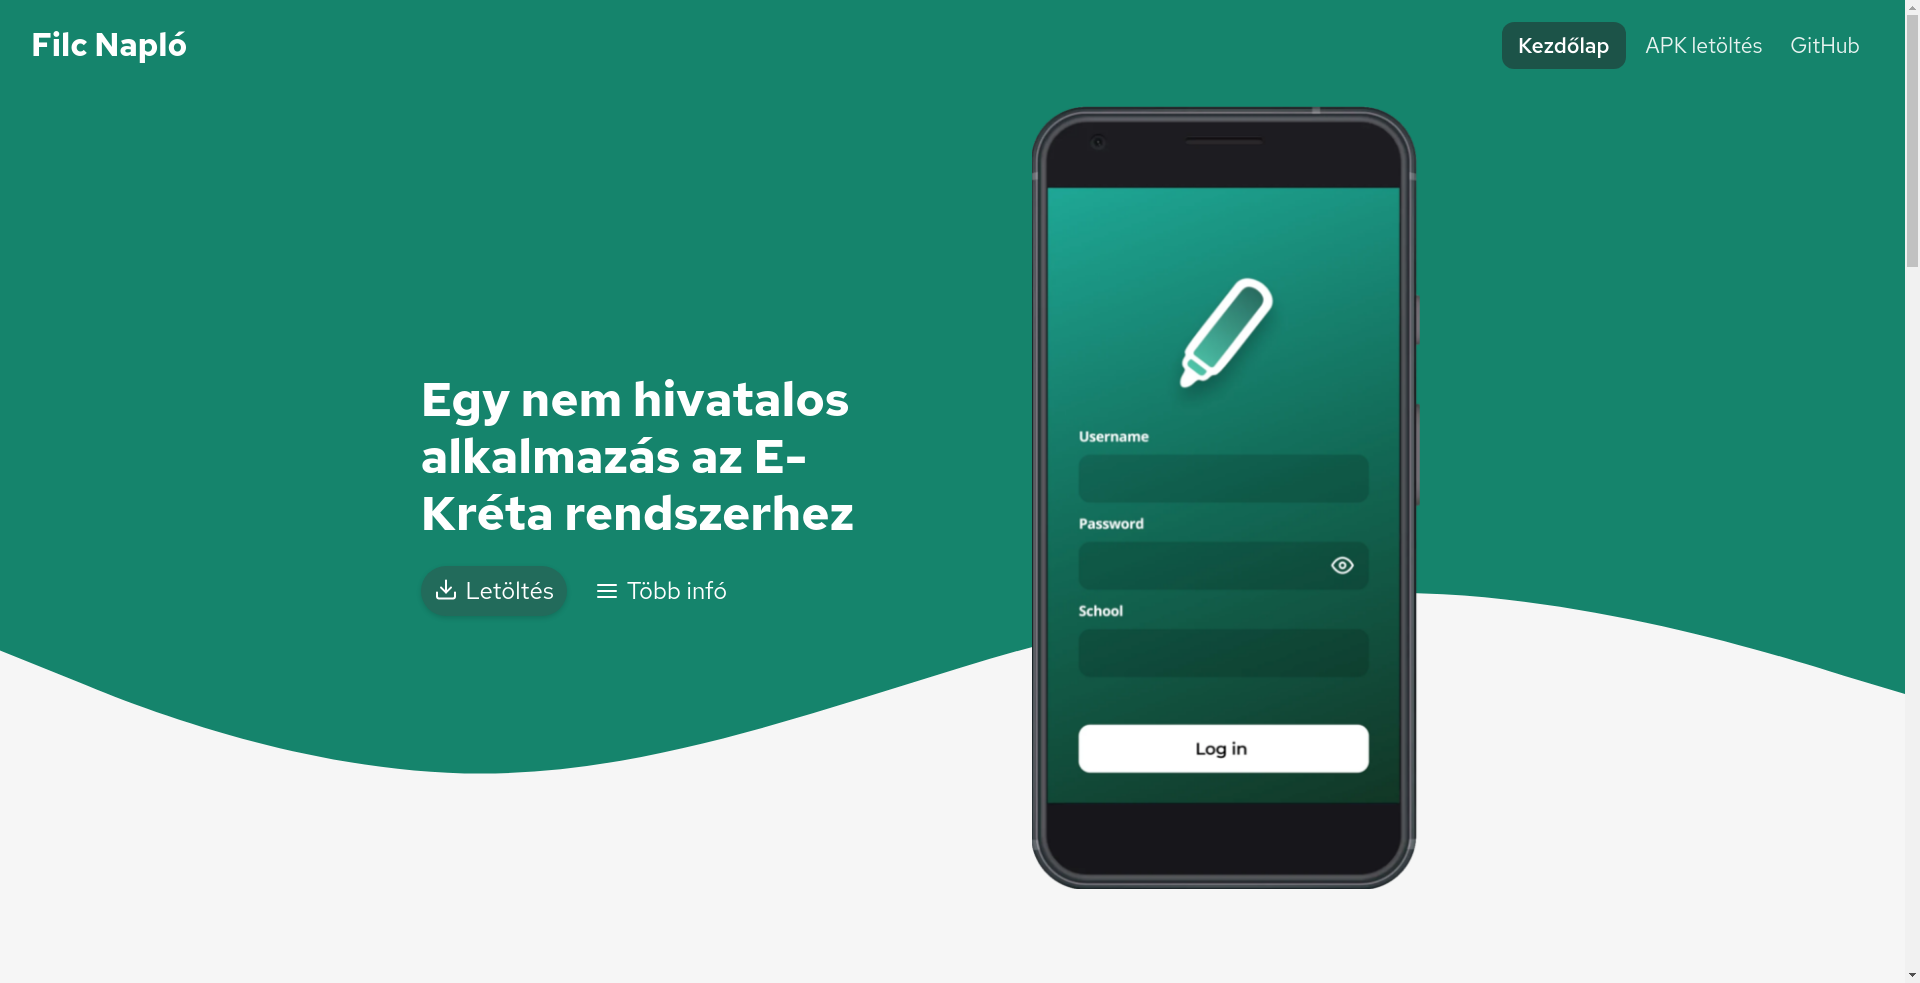 Filc Napló
Kezdőlap
APK letöltés
GitHub
Egy nem hivatalos
alkalmazás az E-
Kréta rendszerhez
Letöltés
Több infó
Username
Password
School
Log in